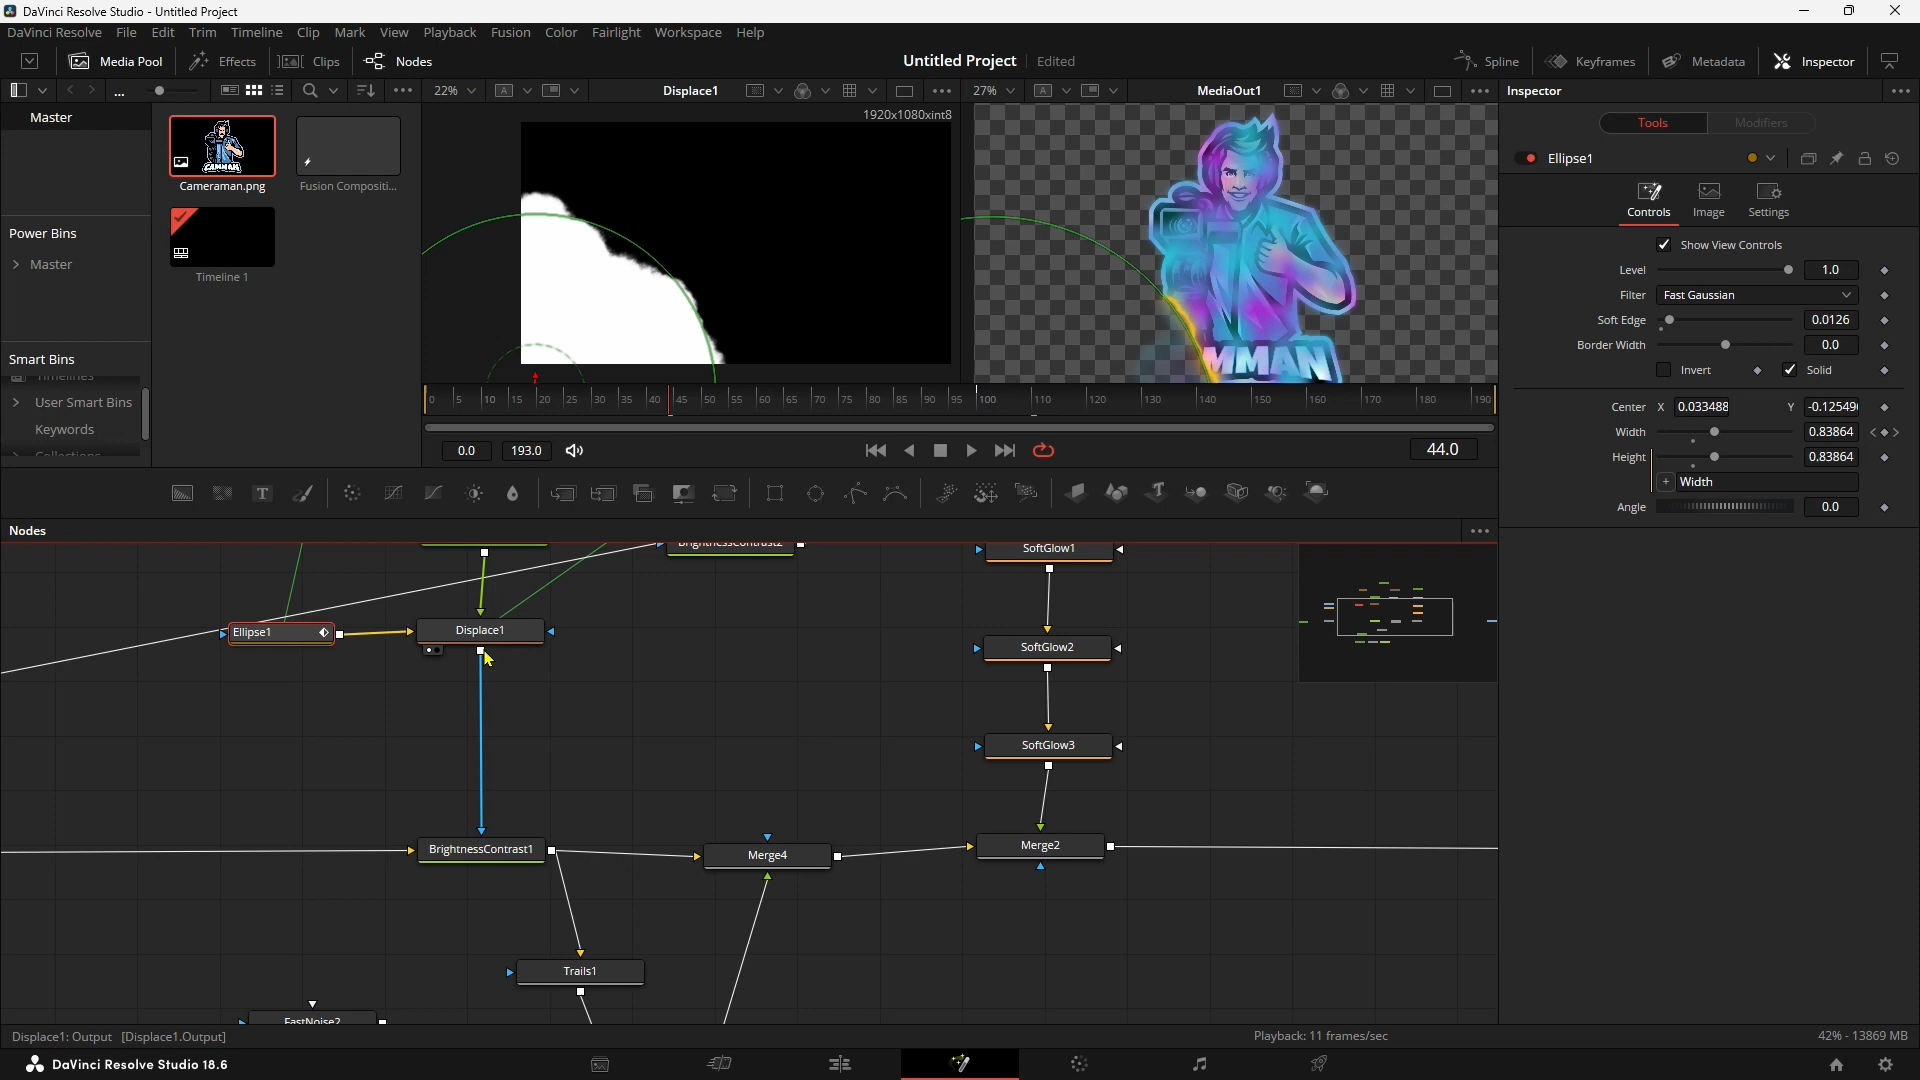 DaVinci Resolve Studio - Untitled Project
DaVinci Resolve File Edit Trim Timeline Clip Mark View Playback Fusion Color Fairlight Workspace Help
Media Pool Effects Clips Nodes Untitled Project Edited Spline Keyframes Metadata Inspector
... 22% A Displace1 27% A MediaOut1 Inspector
Master
1920x1080xint8
Tools Modifiers
Ellipse1
Cameraman.png Fusion Compositi...
Controls Image Settings
Power Bins
Master
Timeline 1
Show View Controls
Level 1.0
Filter Fast Gaussian
Soft Edge 0.0126
Border Width 0.0
Invert Solid
Smart Bins
Timelines
User Smart Bins
Keywords
Collections
MMAN
0 5 10 15 20 25 30 35 40 45 50 55 60 65 70 75 80 85 90 95 100 110 120 130 140 150 160 170 180 190
Center X 0.033488 Y -0.12549
Width 0.83864
Height 0.83864
Width
Angle 0.0
0.0 193.0 44.0
Nodes
BrightnessContrast2
SoftGlow1
Ellipse1
Displace1
SoftGlow2
SoftGlow3
BrightnessContrast1
Merge4
Merge2
Trails1
FastNoise2
Displace1: Output [Displace1.Output] Playback: 11 frames/sec 42% - 13869 MB
DaVinci Resolve Studio 18.6